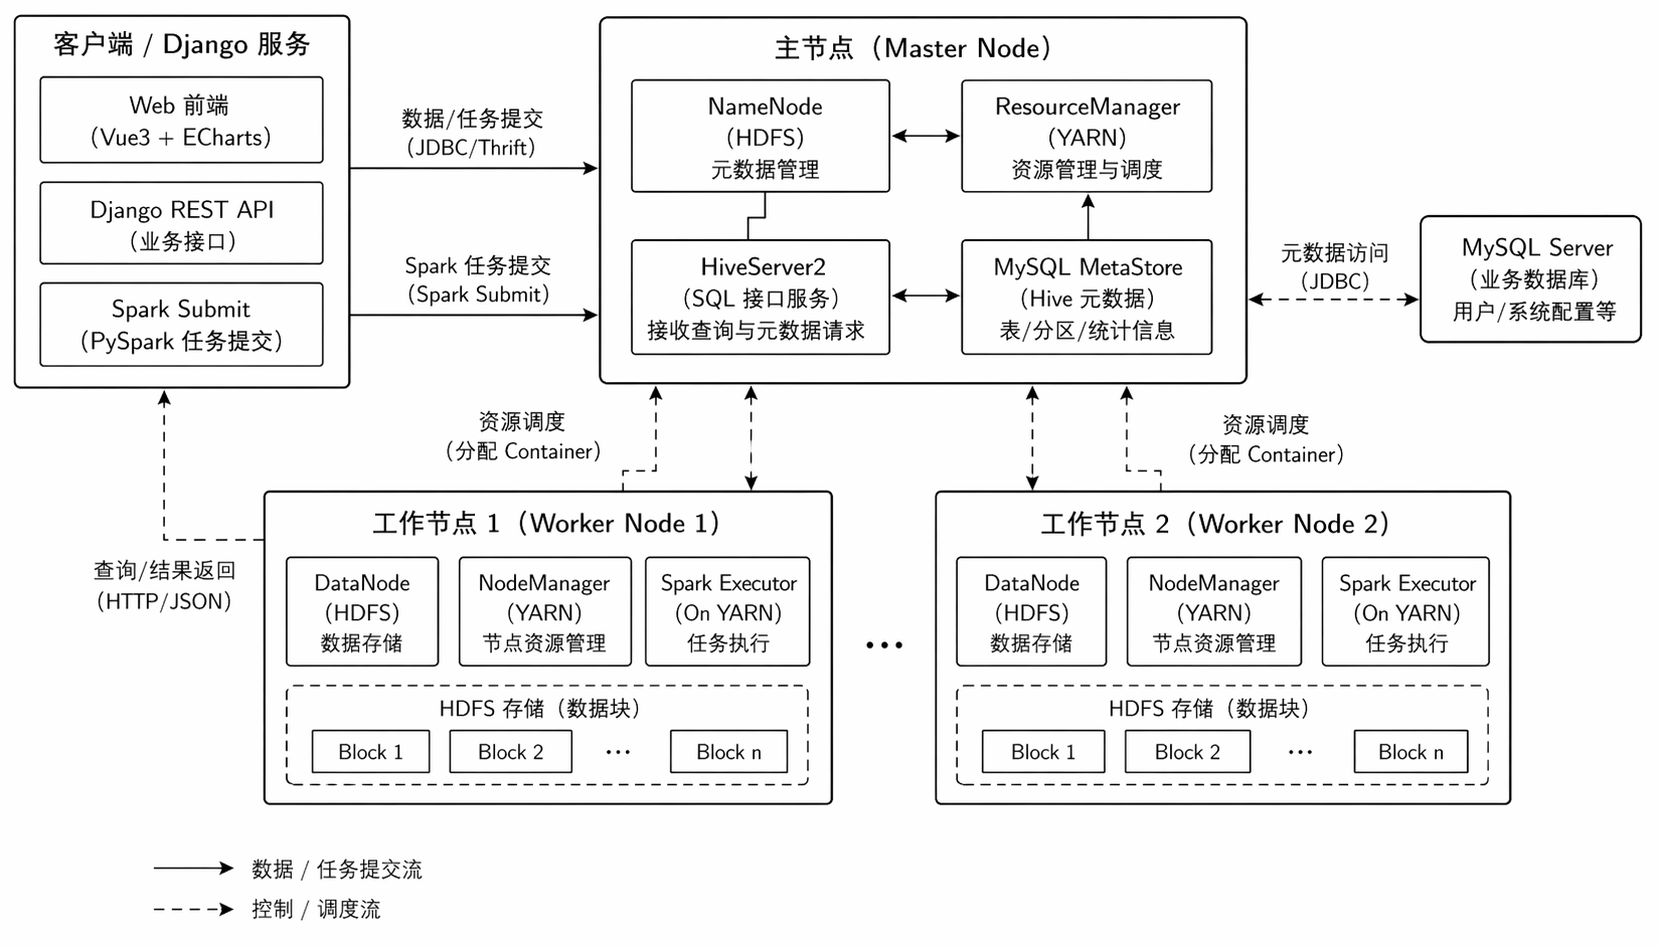 客户端 / Django 服务
Web 前端
（Vue3 + ECharts）
Django REST API
（业务接口）
Spark Submit
（PySpark 任务提交）
数据/任务提交
（JDBC/Thrift）
Spark 任务提交
（Spark Submit）
主节点（Master Node）
NameNode
（HDFS）
元数据管理
ResourceManager
（YARN）
资源管理与调度
HiveServer2
（SQL 接口服务）
接收查询与元数据请求
MySQL MetaStore
（Hive 元数据）
表/分区/统计信息
元数据访问
（JDBC）
MySQL Server
（业务数据库）
用户/系统配置等
资源调度
（分配 Container）
资源调度
（分配 Container）
查询/结果返回
（HTTP/JSON）
工作节点 1（Worker Node 1）
DataNode
（HDFS）
数据存储
NodeManager
（YARN）
节点资源管理
Spark Executor
（On YARN）
任务执行
HDFS 存储（数据块）
Block 1
Block 2
···
Block n
···
工作节点 2（Worker Node 2）
DataNode
（HDFS）
数据存储
NodeManager
（YARN）
节点资源管理
Spark Executor
（On YARN）
任务执行
HDFS 存储（数据块）
Block 1
Block 2
···
Block n
数据 / 任务提交流
控制 / 调度流